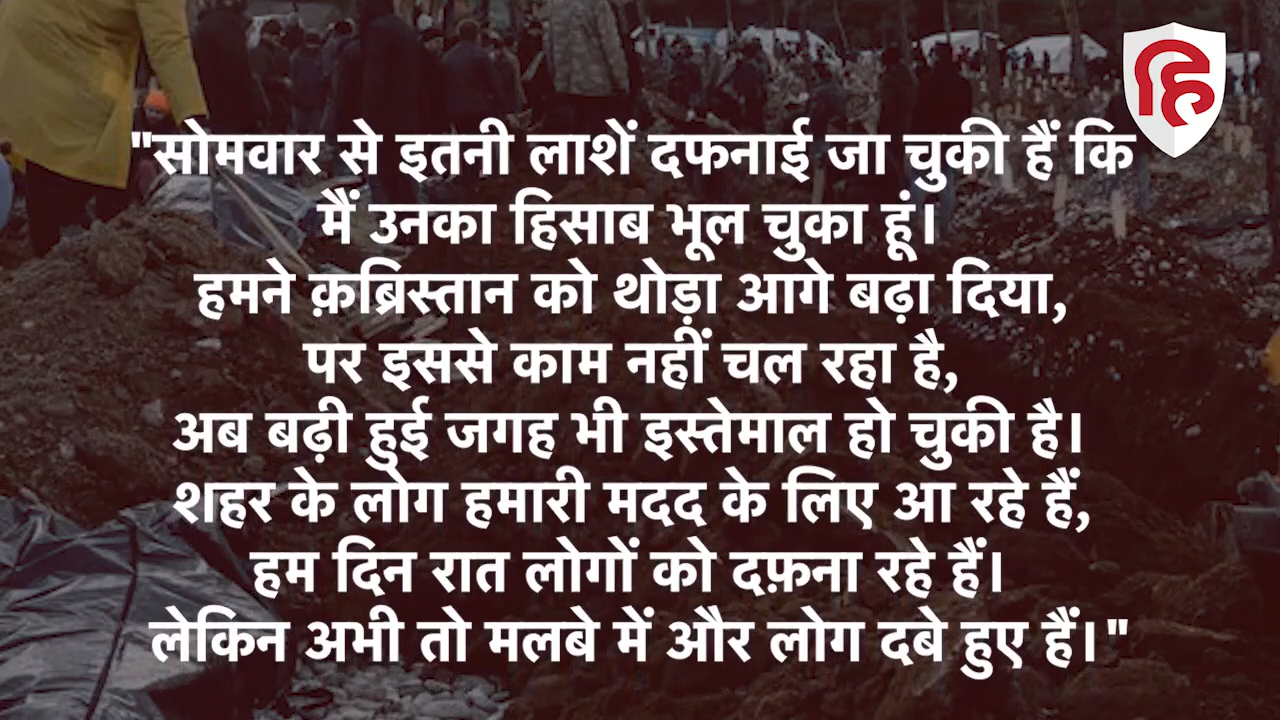 "सोमवार से इतनी लाशें दफनाई जा चुकी हैं कि
मैं उनका हिसाब भूल चुका हूं।
हमने क़ब्रिस्तान को थोड़ा आगे बढ़ा दिया,
पर इससे काम नहीं चल रहा है,
अब बढ़ी हुई जगह भी इस्तेमाल हो चुकी है।
शहर के लोग हमारी मदद के लिए आ रहे हैं,
हम दिन रात लोगों को दफ़ना रहे हैं।
लेकिन अभी तो मलबे में और लोग दबे हुए हैं।"
हि